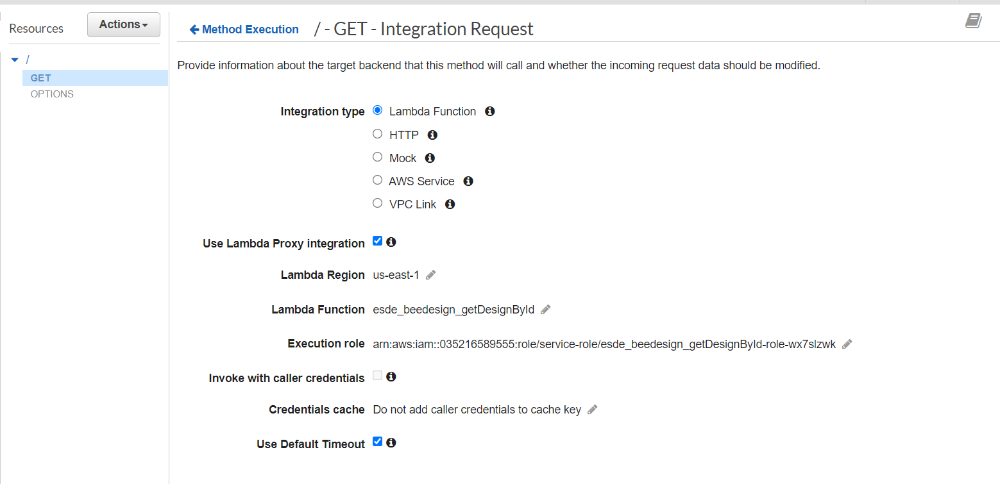 Resources
Actions
/
GET
OPTIONS
Method Execution / - GET - Integration Request
Provide information about the target backend that this method will call and whether the incoming request data should be modified.
Integration type Lambda Function
HTTP
Mock
AWS Service
VPC Link
Use Lambda Proxy integration
Lambda Region us-east-1
Lambda Function esde_beedesign_getDesignById
Execution role arn:aws:iam::035216589555:role/service-role/esde_beedesign_getDesignById-role-wx7slzwk
Invoke with caller credentials
Credentials cache Do not add caller credentials to cache key
Use Default Timeout